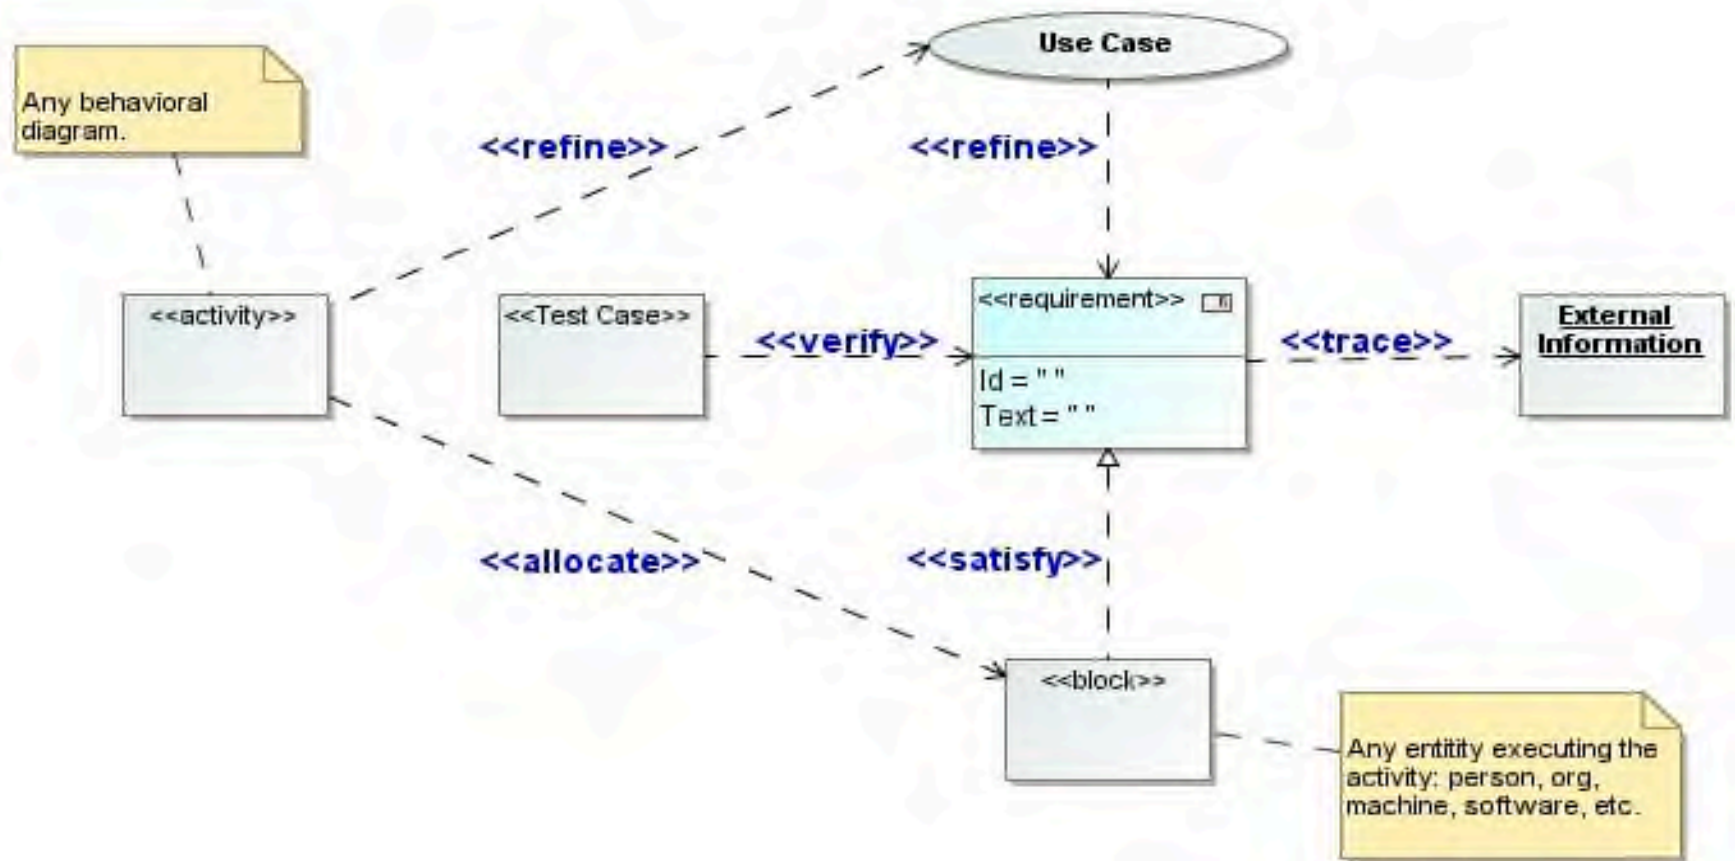 Use Case
Any behavioral
diagram.
<<refine>>
<<refine>>
<<activity>>
<<Test Case>>
<<verify>>
<<requirement>>
Id = " "
Text = " "
<<trace>>
External
Information
<<allocate>>
<<satisfy>>
<<block>>
Any entitity executing the
activity: person, org,
machine, software, etc.